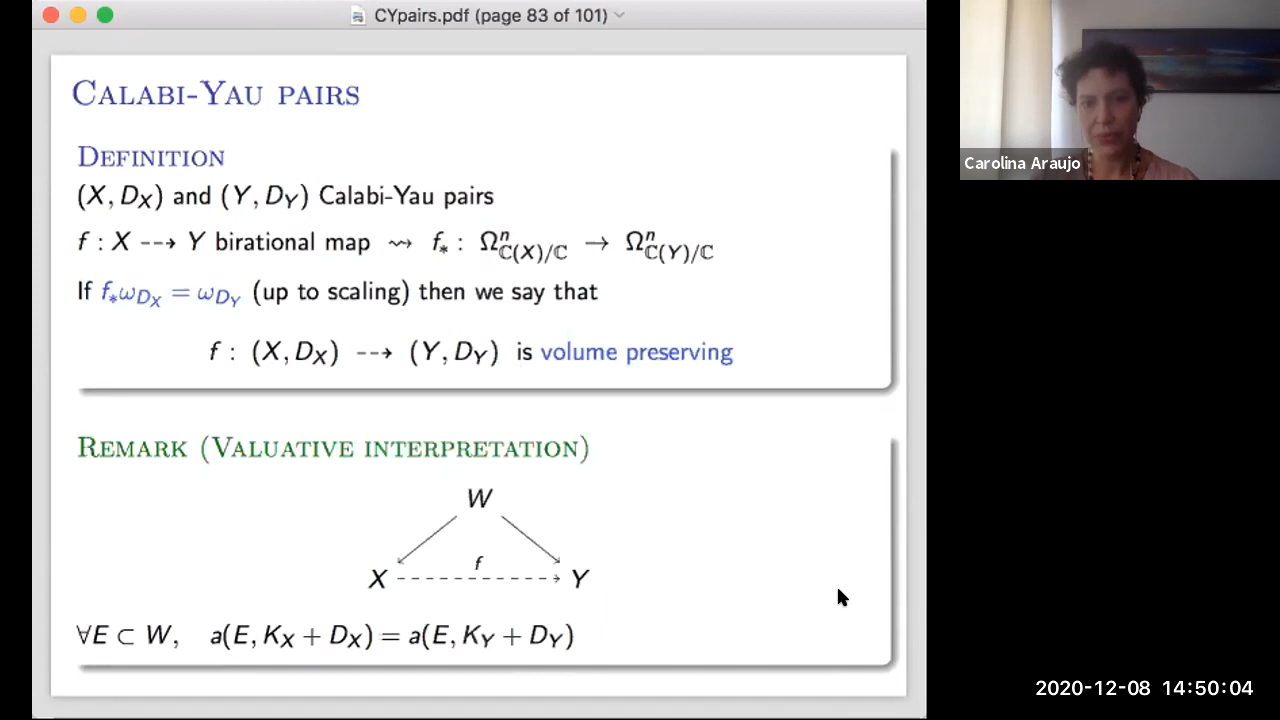 CYpairs.pdf (page 83 of 101)
CALABI-YAU PAIRS
DEFINITION
(X, D_X) and (Y, D_Y) Calabi-Yau pairs
f : X ⇢ Y birational map ⇝ f_* : Ω^n_{ℂ(X)/ℂ} → Ω^n_{ℂ(Y)/ℂ}
If f_*ω_{D_X} = ω_{D_Y} (up to scaling) then we say that
f : (X, D_X) ⇢ (Y, D_Y) is volume preserving
REMARK (VALUATIVE INTERPRETATION)
W
f
X ⇢ Y
∀E ⊂ W, a(E, K_X + D_X) = a(E, K_Y + D_Y)
Carolina Araujo
2020-12-08 14:50:04